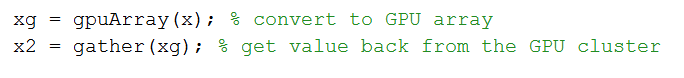 xg = gpuArray(x); % convert to GPU array
x2 = gather(xg); % get value back from the GPU cluster